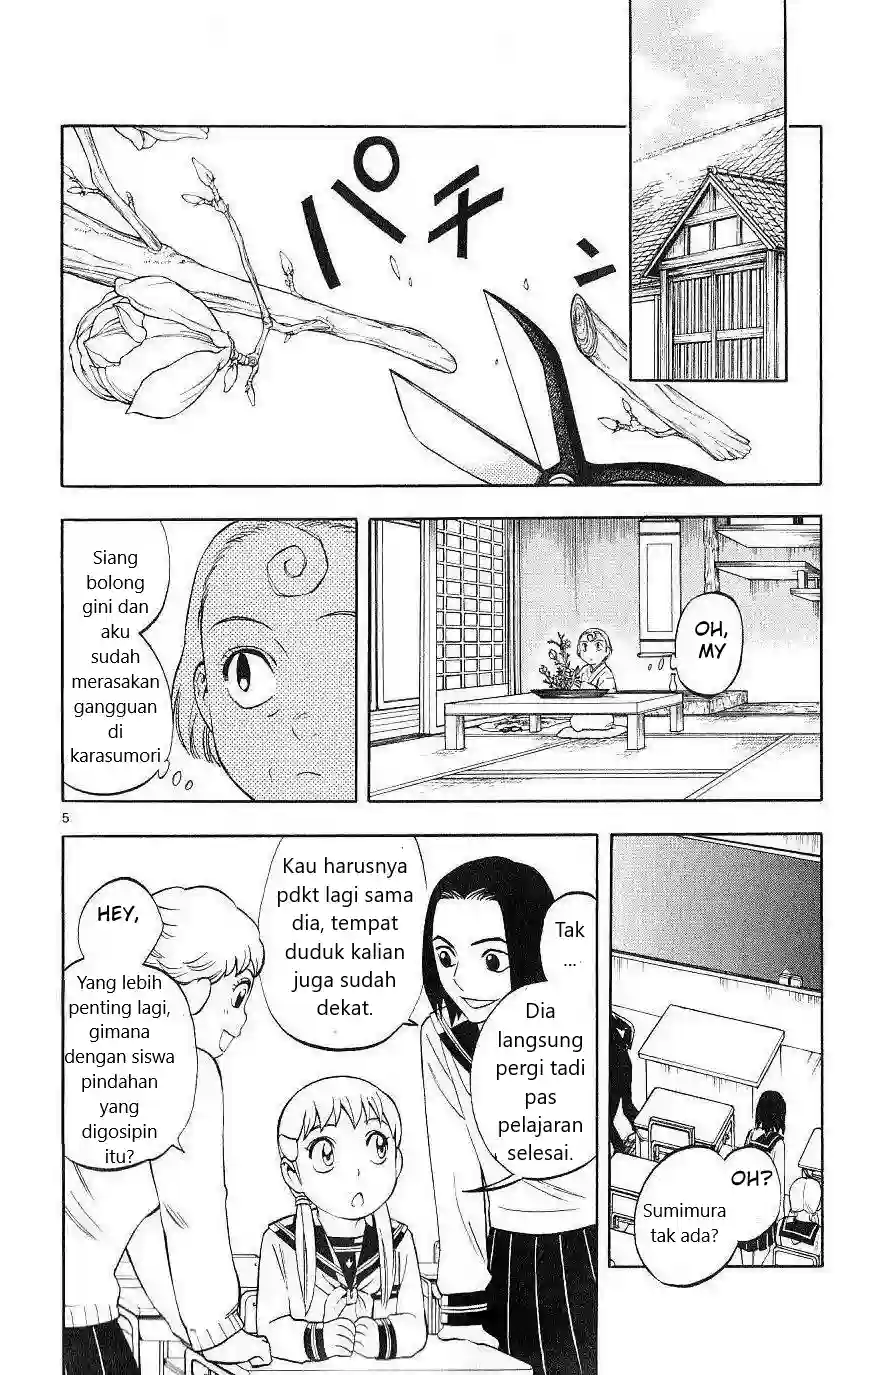 パチン
OH,
MY
Siang
bolong
gini dan
aku
sudah
merasakan
gangguan
di
karasumori
5
OH?
Sumimura
tak ada?
Tak
...
Dia
langsung
pergi tadi
pas
pelajaran
selesai.
Kau harusnya
pdkt lagi sama
dia, tempat
duduk kalian
juga sudah
dekat.
HEY,
Yang lebih
penting lagi,
gimana
dengan siswa
pindahan
yang
digosipin
itu?